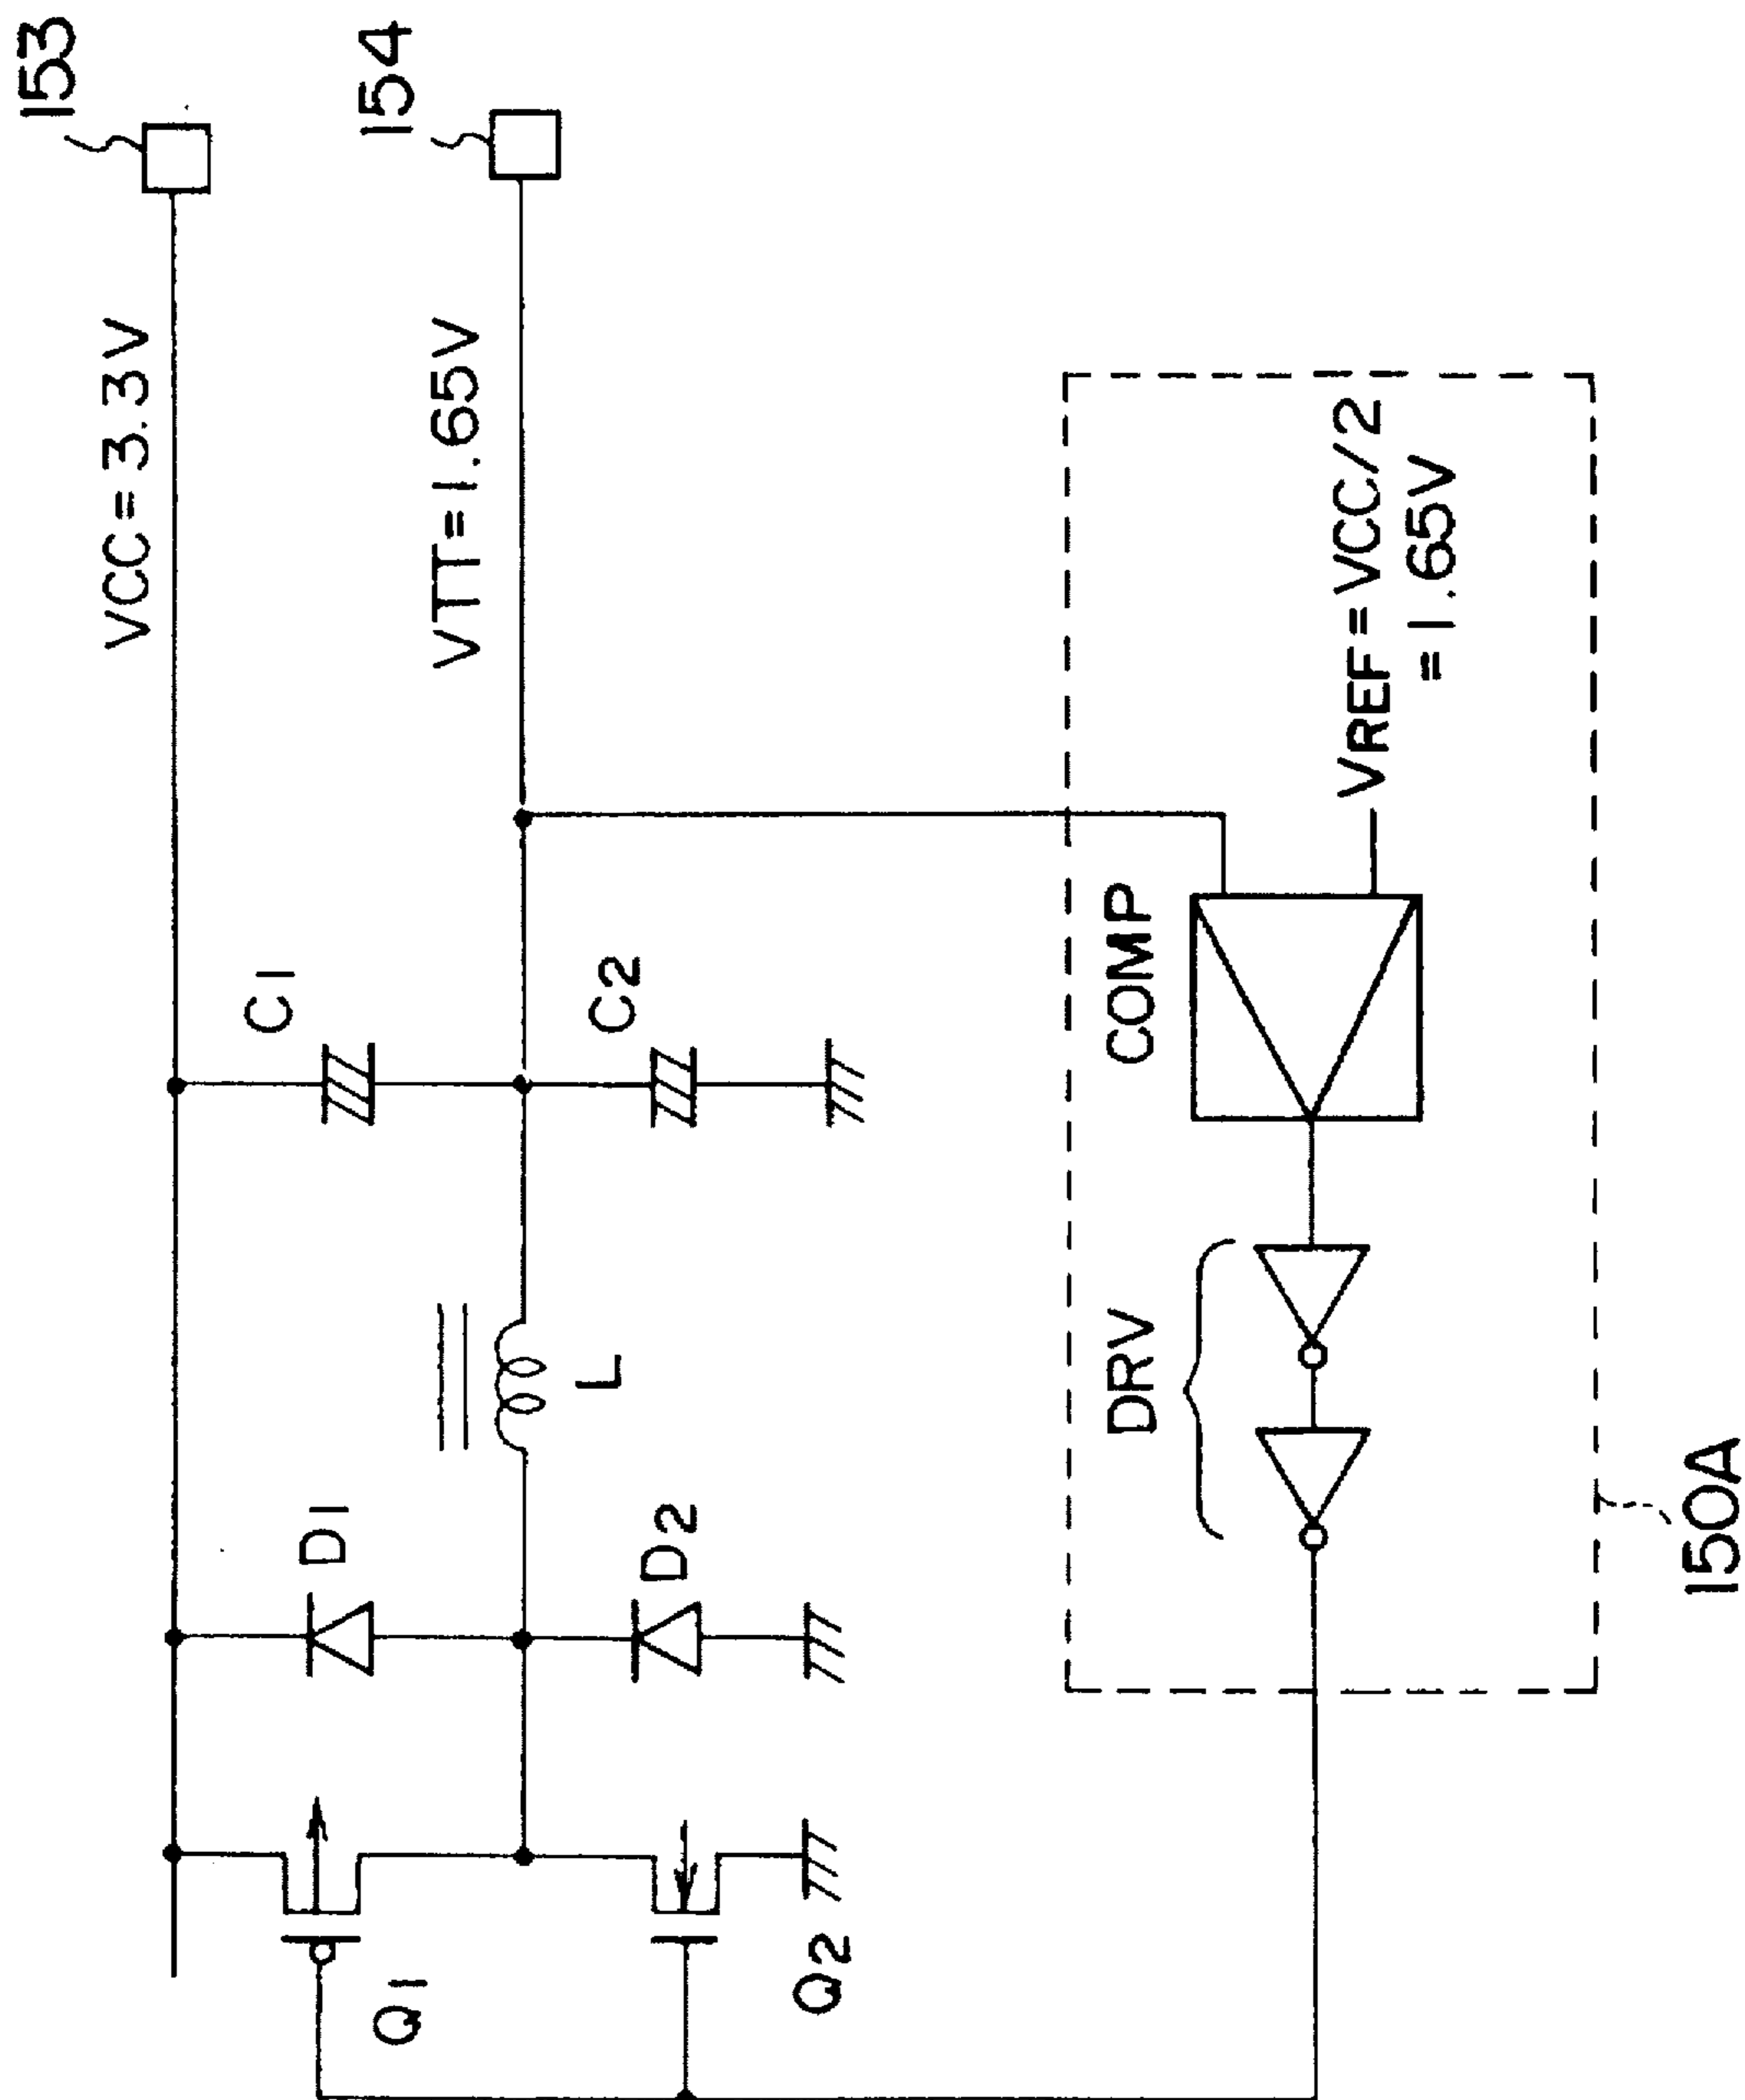 153
VCC=3.3V
154
VTT=1.65V
C1
C2
D1
D2
L
Q1
Q2
COMP
DRV
VREF=VCC/2
=1.65V
150A